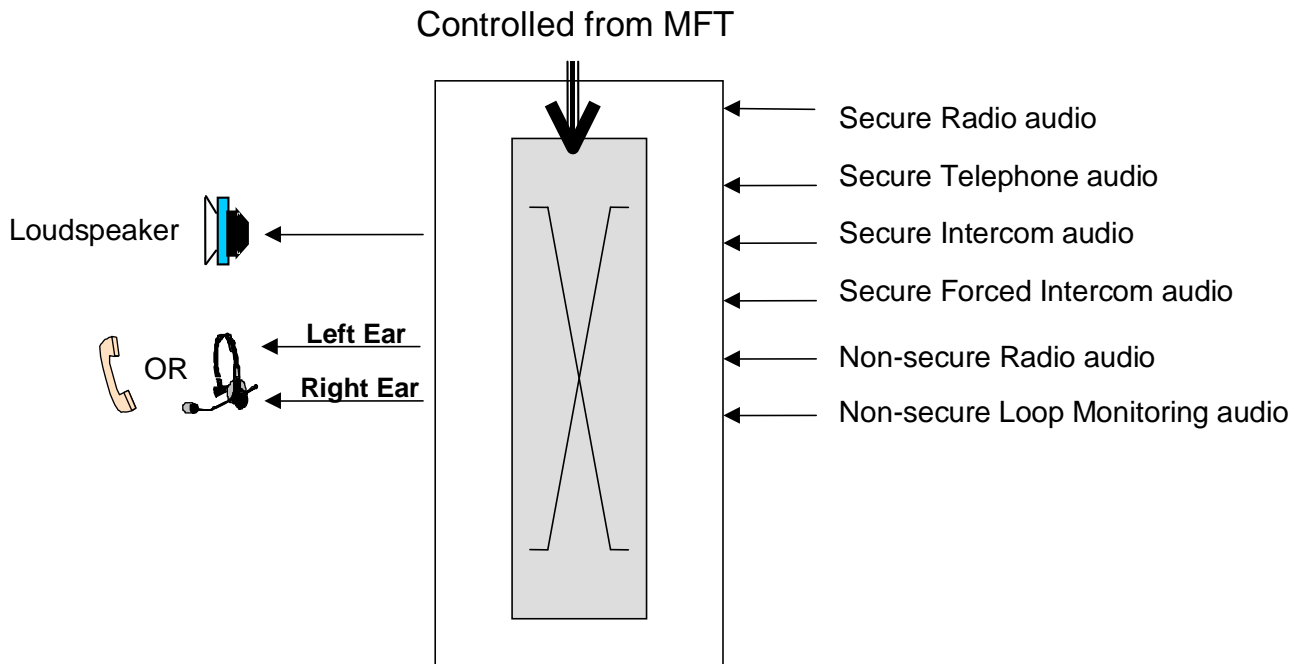 Controlled from MFT
Secure Radio audio
Secure Telephone audio
Loudspeaker
Secure Intercom audio
Secure Forced Intercom audio
Left Ear
OR
Right Ear
Non-secure Radio audio
Non-secure Loop Monitoring audio